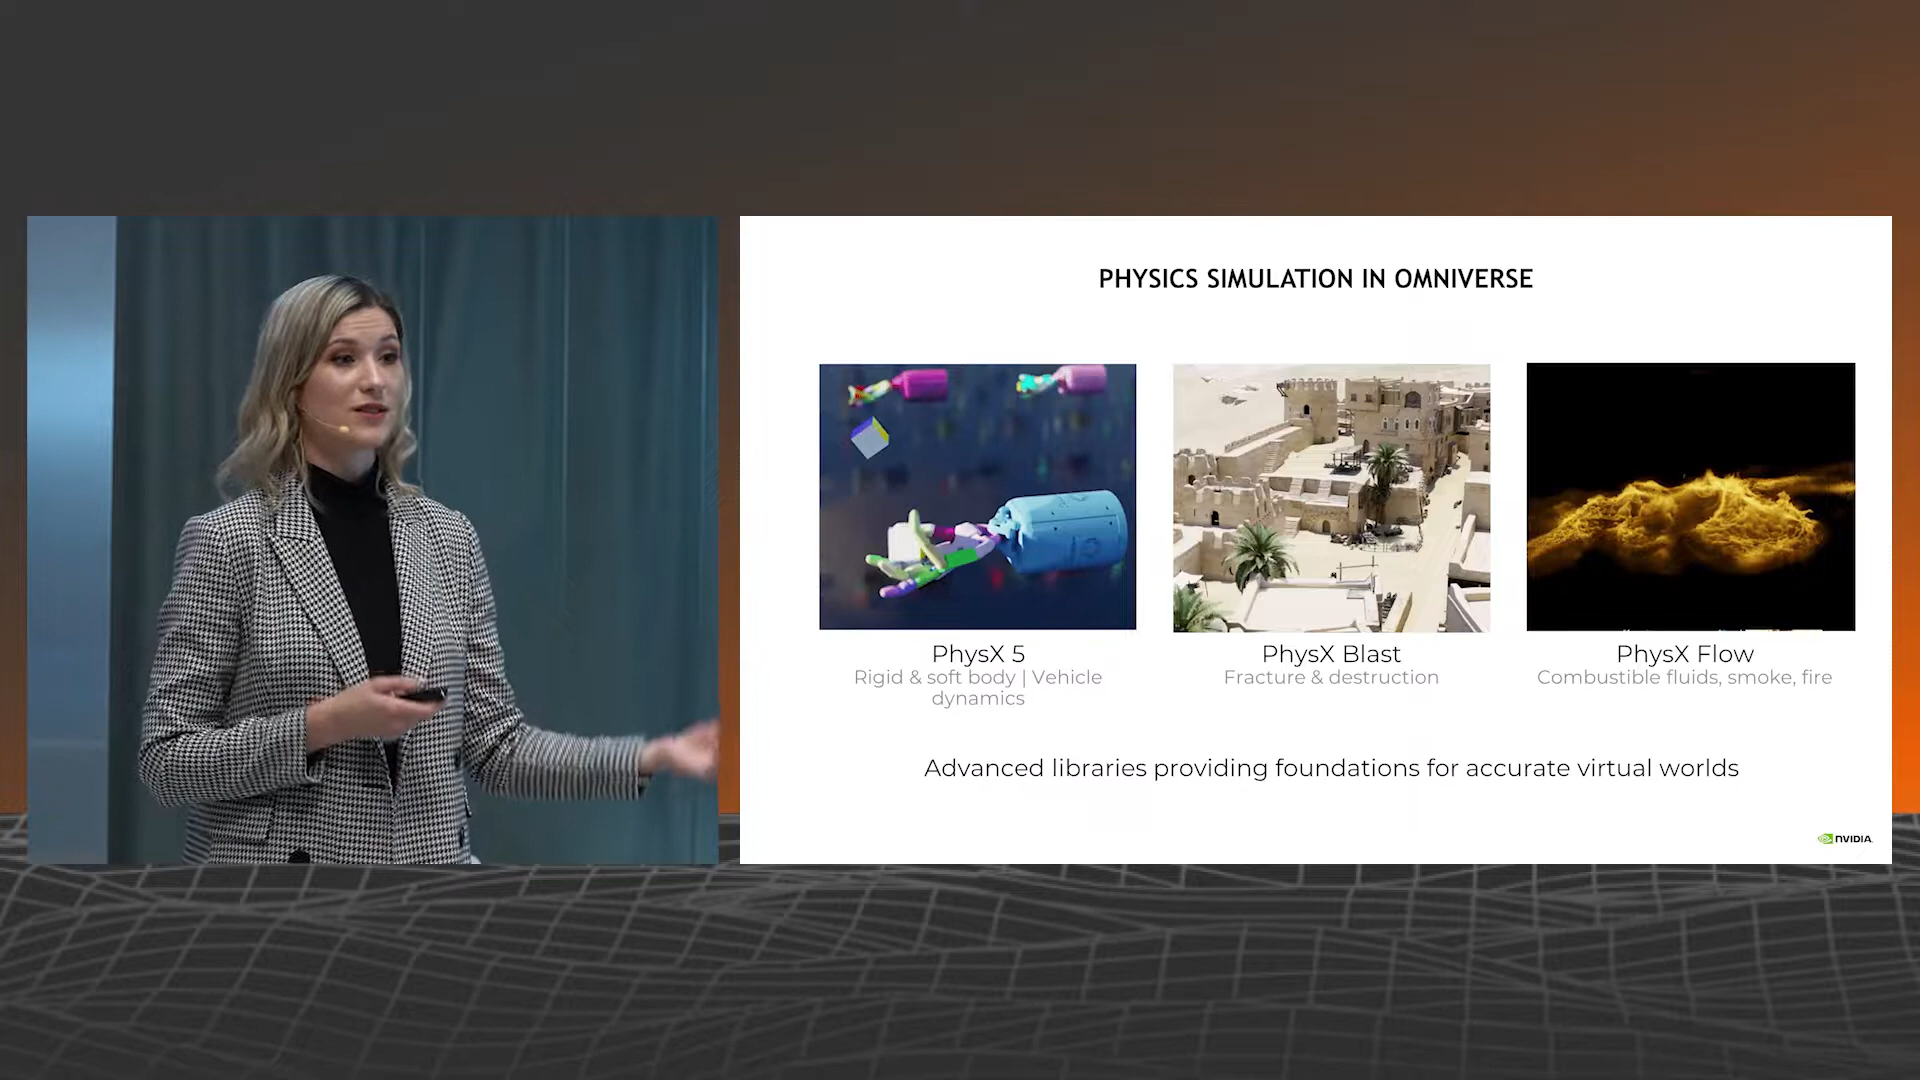 PHYSICS SIMULATION IN OMNIVERSE
PhysX 5
Rigid & soft body | Vehicle
dynamics
PhysX Blast
Fracture & destruction
PhysX Flow
Combustible fluids, smoke, fire
Advanced libraries providing foundations for accurate virtual worlds
NVIDIA.